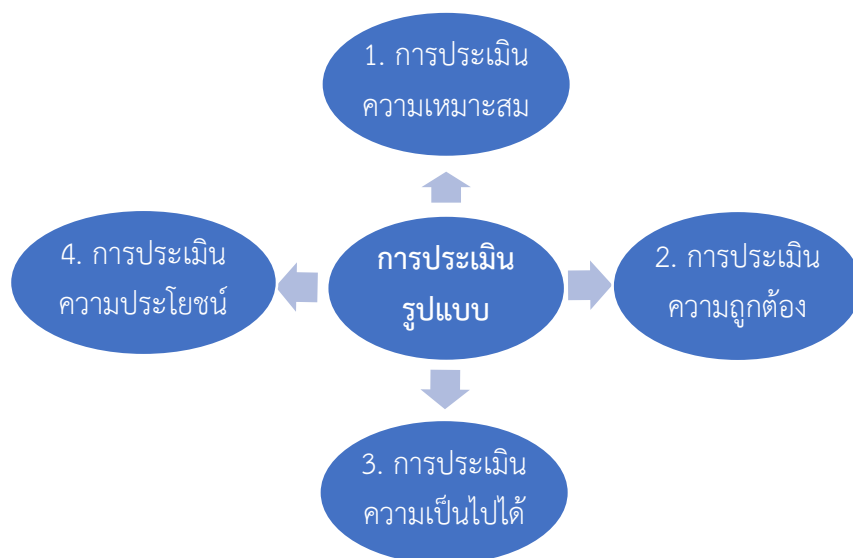 1. การประเมิน
ความเหมาะสม
4. การประเมิน
ความประโยชน์
การประเมิน
รูปแบบ
2. การประเมิน
ความถูกต้อง
3. การประเมิน
ความเป็นไปได้